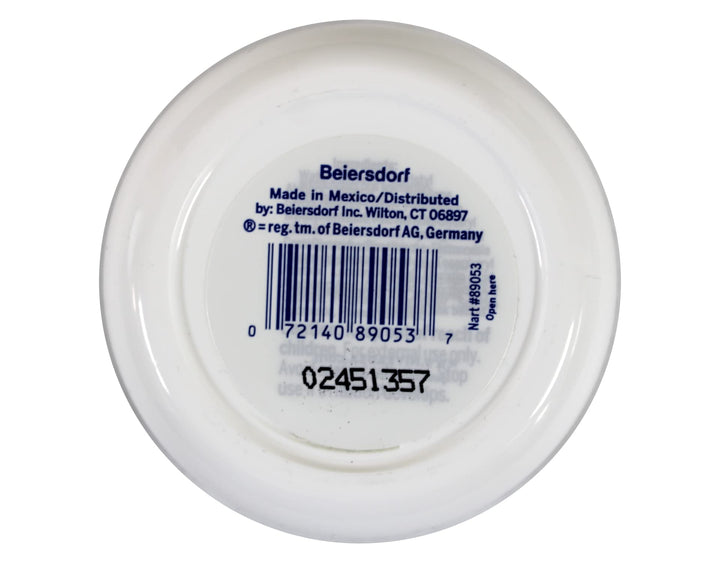 Beiersdorf
Made in Mexico/Distributed
by: Beiersdorf Inc. Wilton, CT 06897
® = reg. tm. of Beiersdorf AG, Germany
0 72140 89053 7
Nart #89053
Open here
02451357